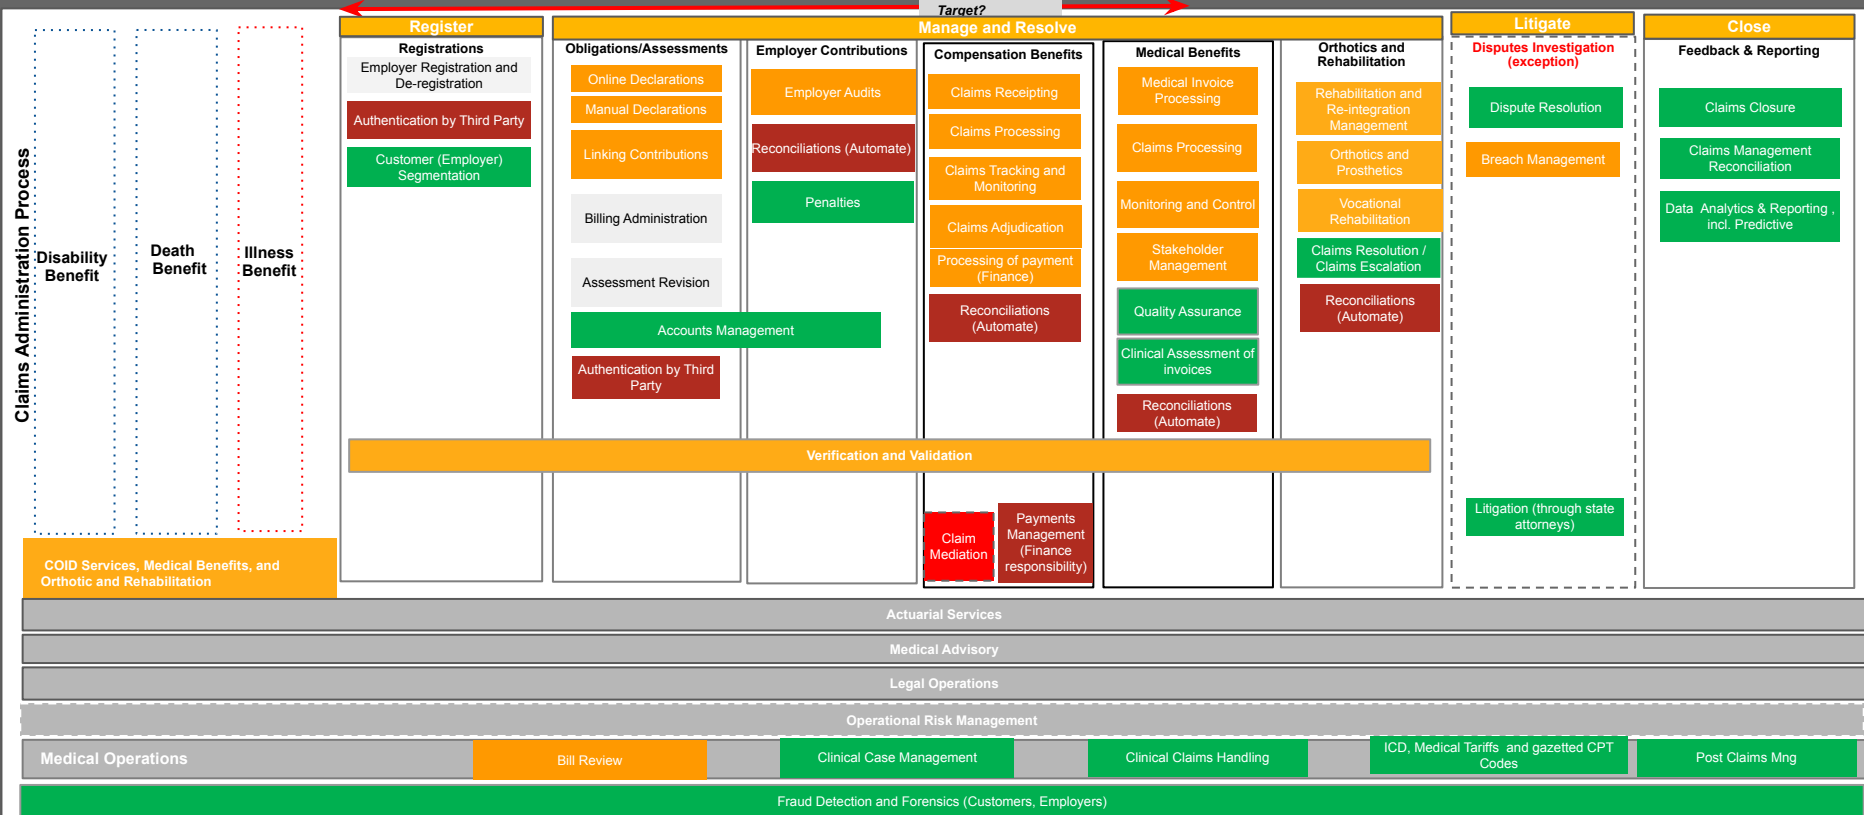 Target?
Register
Manage and Resolve
Litigate
Close
Claims Administration Process
Disability
Benefit
Death
Benefit
Illness
Benefit
COID Services, Medical Benefits, and
Orthotic and Rehabilitation
Registrations
Employer Registration and
De-registration
Authentication by Third Party
Customer (Employer)
Segmentation
Obligations/Assessments
Online Declarations
Manual Declarations
Linking Contributions
Billing Administration
Assessment Revision
Accounts Management
Authentication by Third
Party
Employer Contributions
Employer Audits
Reconciliations (Automate)
Penalties
Compensation Benefits
Claims Receipting
Claims Processing
Claims Tracking and
Monitoring
Claims Adjudication
Processing of payment
(Finance)
Reconciliations
(Automate)
Medical Benefits
Medical Invoice
Processing
Claims Processing
Monitoring and Control
Stakeholder
Management
Quality Assurance
Clinical Assessment of
invoices
Reconciliations
(Automate)
Orthotics and
Rehabilitation
Rehabilitation and
Re-integration
Management
Orthotics and
Prosthetics
Vocational
Rehabilitation
Claims Resolution /
Claims Escalation
Reconciliations
(Automate)
Disputes Investigation
(exception)
Dispute Resolution
Breach Management
Litigation (through state
attorneys)
Feedback & Reporting
Claims Closure
Claims Management
Reconciliation
Data Analytics & Reporting ,
incl. Predictive
Verification and Validation
Claim
Mediation
Payments
Management
(Finance
responsibility)
Actuarial Services
Medical Advisory
Legal Operations
Operational Risk Management
Medical Operations
Bill Review
Clinical Case Management
Clinical Claims Handling
ICD, Medical Tariffs and gazetted CPT
Codes
Post Claims Mng
Fraud Detection and Forensics (Customers, Employers)